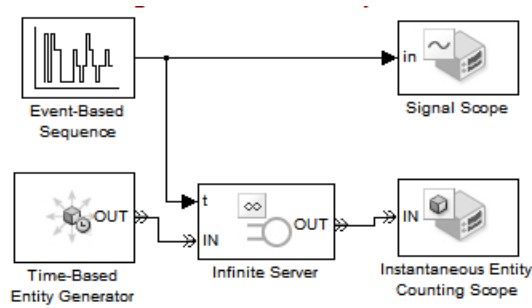 in
Event-Based
Sequence
Signal Scope
t
∞
OUT
IN
OUT
IN
Time-Based
Entity Generator
Infinite Server
Instantaneous Entity
Counting Scope